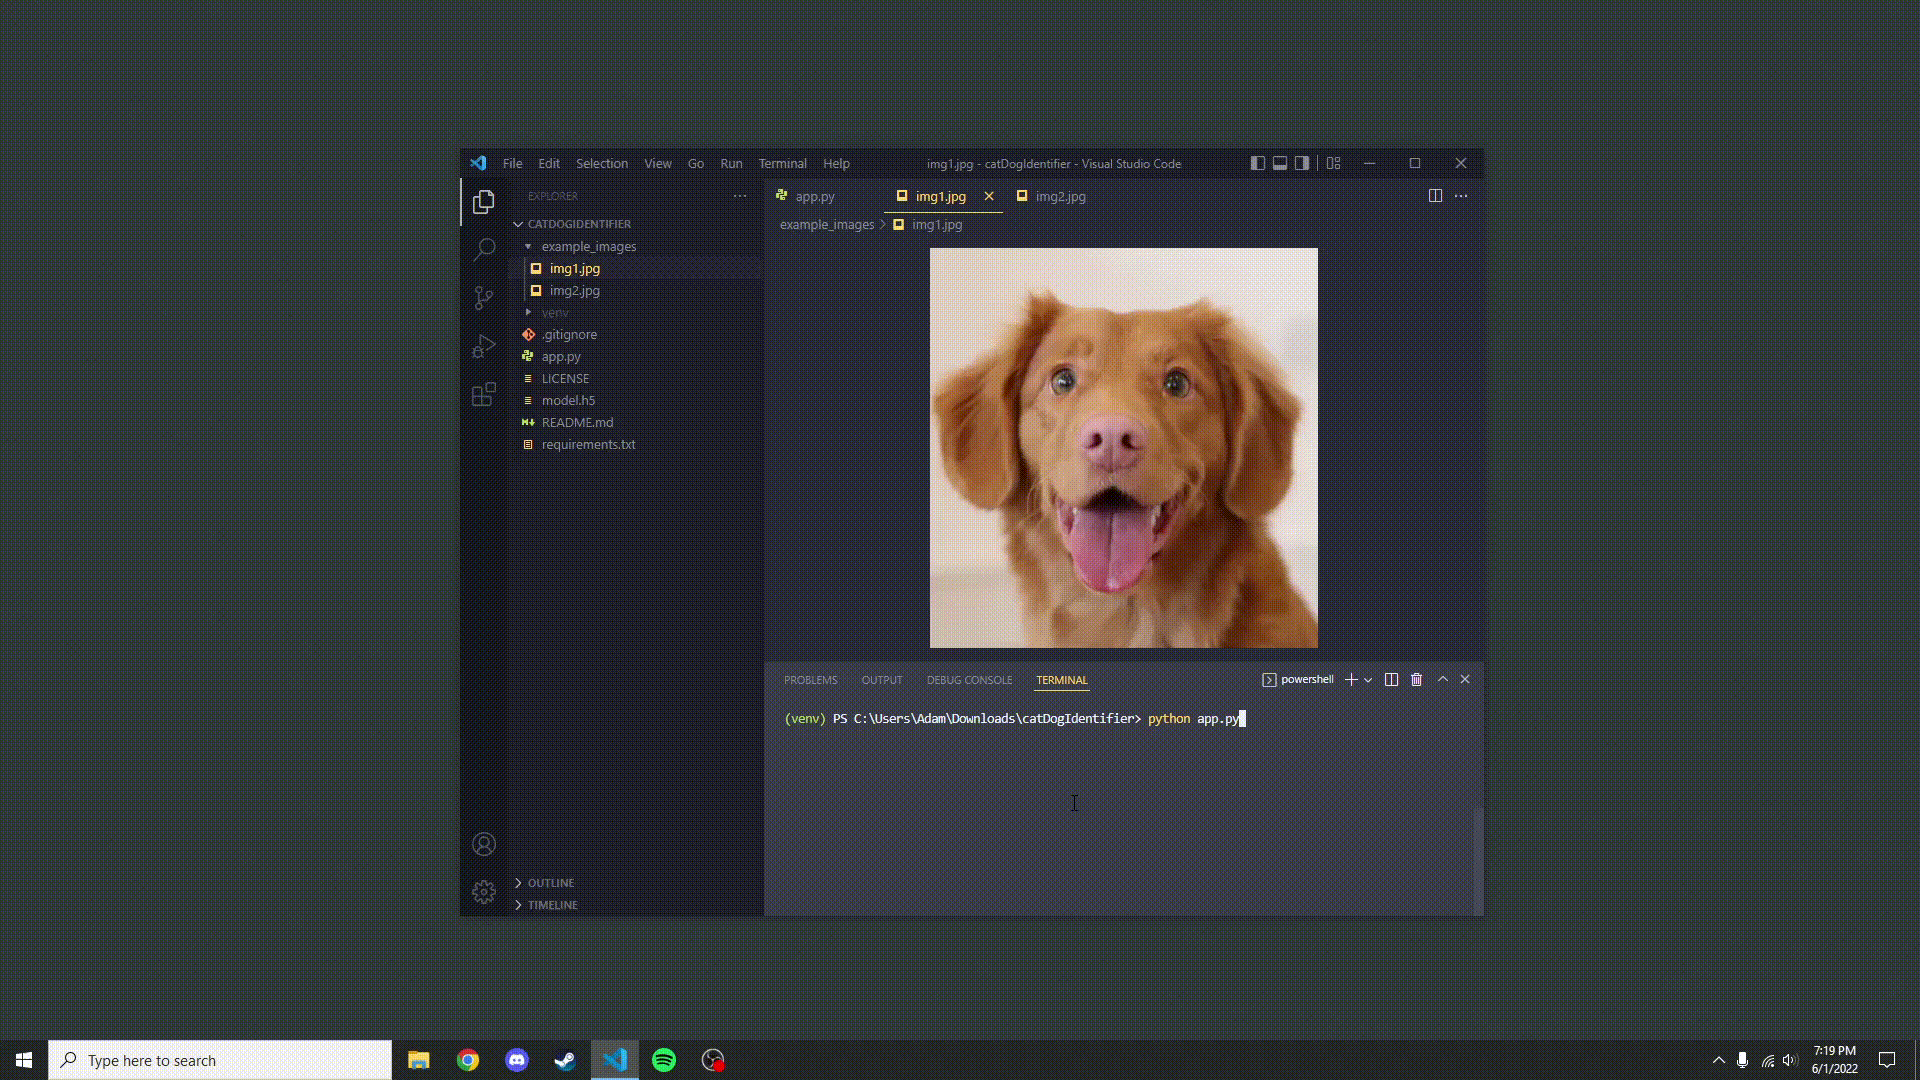 File Edit Selection View Go Run Terminal Help
img1.jpg - catDogIdentifier - Visual Studio Code
EXPLORER
CATDOGIDENTIFIER
example_images
img1.jpg
img2.jpg
venv
.gitignore
app.py
LICENSE
model.h5
README.md
requirements.txt
OUTLINE
TIMELINE
app.py img1.jpg img2.jpg
example_images > img1.jpg
PROBLEMS OUTPUT DEBUG CONSOLE TERMINAL
powershell
(venv) PS C:\Users\Adam\Downloads\catDogIdentifier> python app.py
Type here to search
7:19 PM
6/1/2022